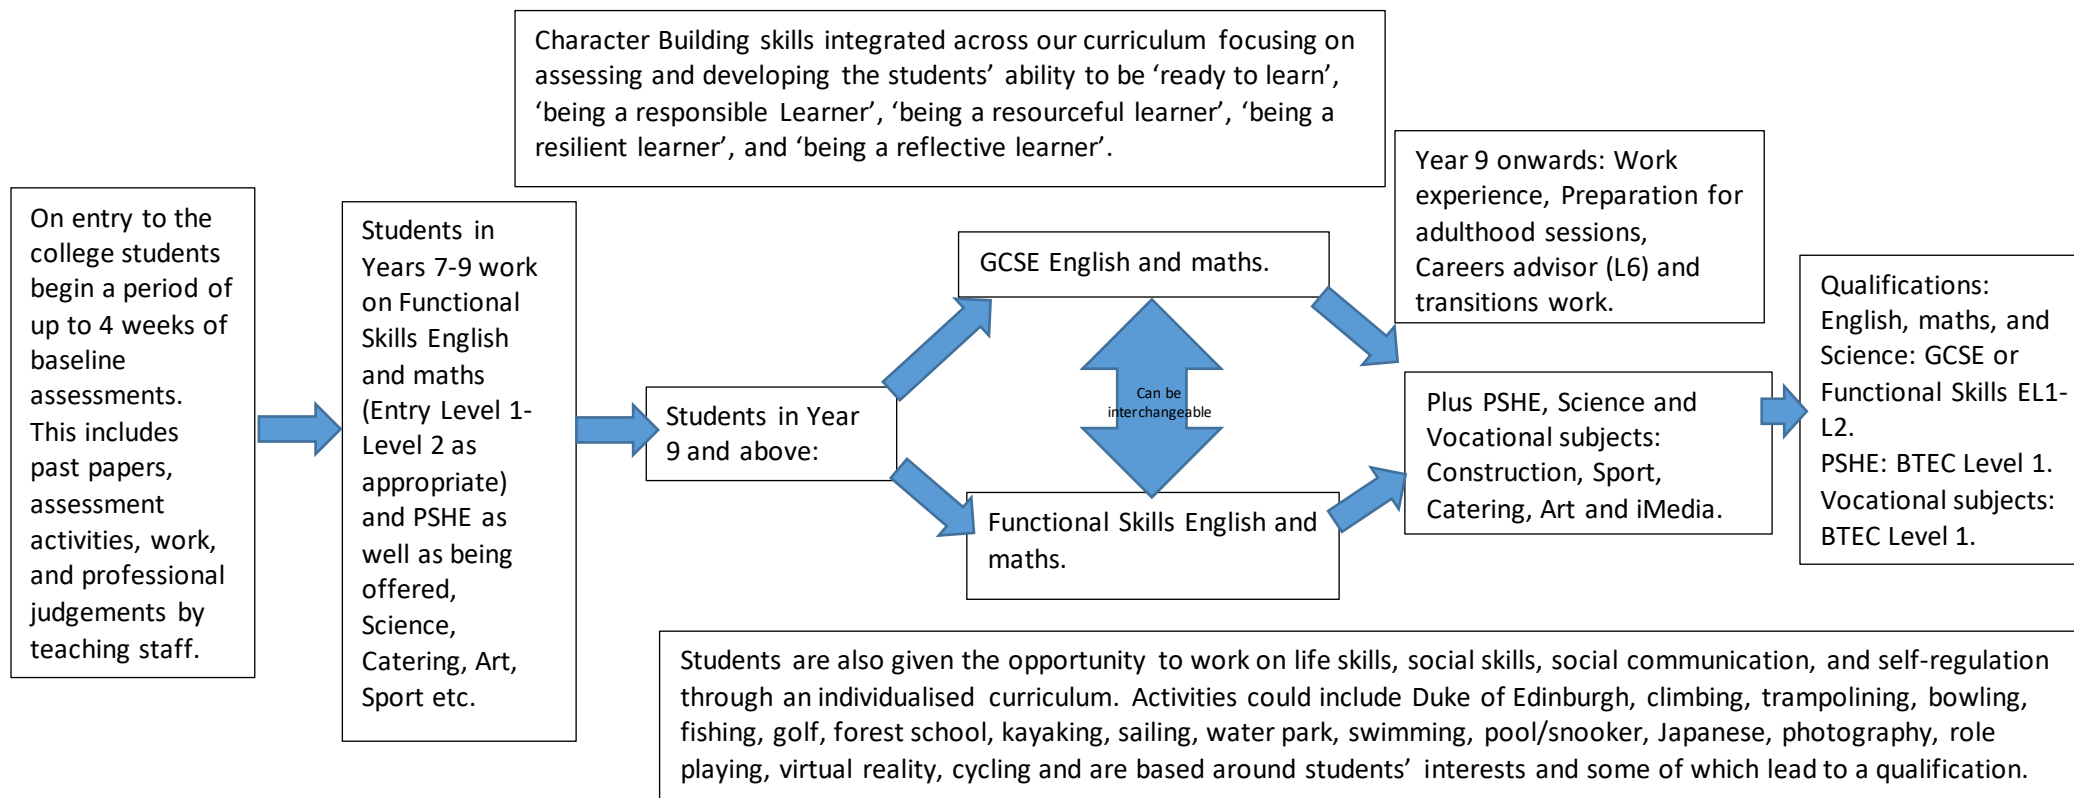 Character Building skills integrated across our curriculum focusing on
assessing and developing the students’ ability to be ‘ready to learn’,
‘being a responsible Learner’, ‘being a resourceful learner’, ‘being a
resilient learner’, and ‘being a reflective learner’.
On entry to the
college students
begin a period of
up to 4 weeks of
baseline
assessments.
This includes
past papers,
assessment
activities, work,
and professional
judgements by
teaching staff.
Students in
Years 7-9 work
on Functional
Skills English
and maths
(Entry Level 1-
Level 2 as
appropriate)
and PSHE as
well as being
offered,
Science,
Catering, Art,
Sport etc.
Students in Year
9 and above:
GCSE English and maths.
Can be
interchangeable
Functional Skills English and
maths.
Year 9 onwards: Work
experience, Preparation for
adulthood sessions,
Careers advisor (L6) and
transitions work.
Plus PSHE, Science and
Vocational subjects:
Construction, Sport,
Catering, Art and iMedia.
Qualifications:
English, maths, and
Science: GCSE or
Functional Skills EL1-
L2.
PSHE: BTEC Level 1.
Vocational subjects:
BTEC Level 1.
Students are also given the opportunity to work on life skills, social skills, social communication, and self-regulation
through an individualised curriculum. Activities could include Duke of Edinburgh, climbing, trampolining, bowling,
fishing, golf, forest school, kayaking, sailing, water park, swimming, pool/snooker, Japanese, photography, role
playing, virtual reality, cycling and are based around students’ interests and some of which lead to a qualification.